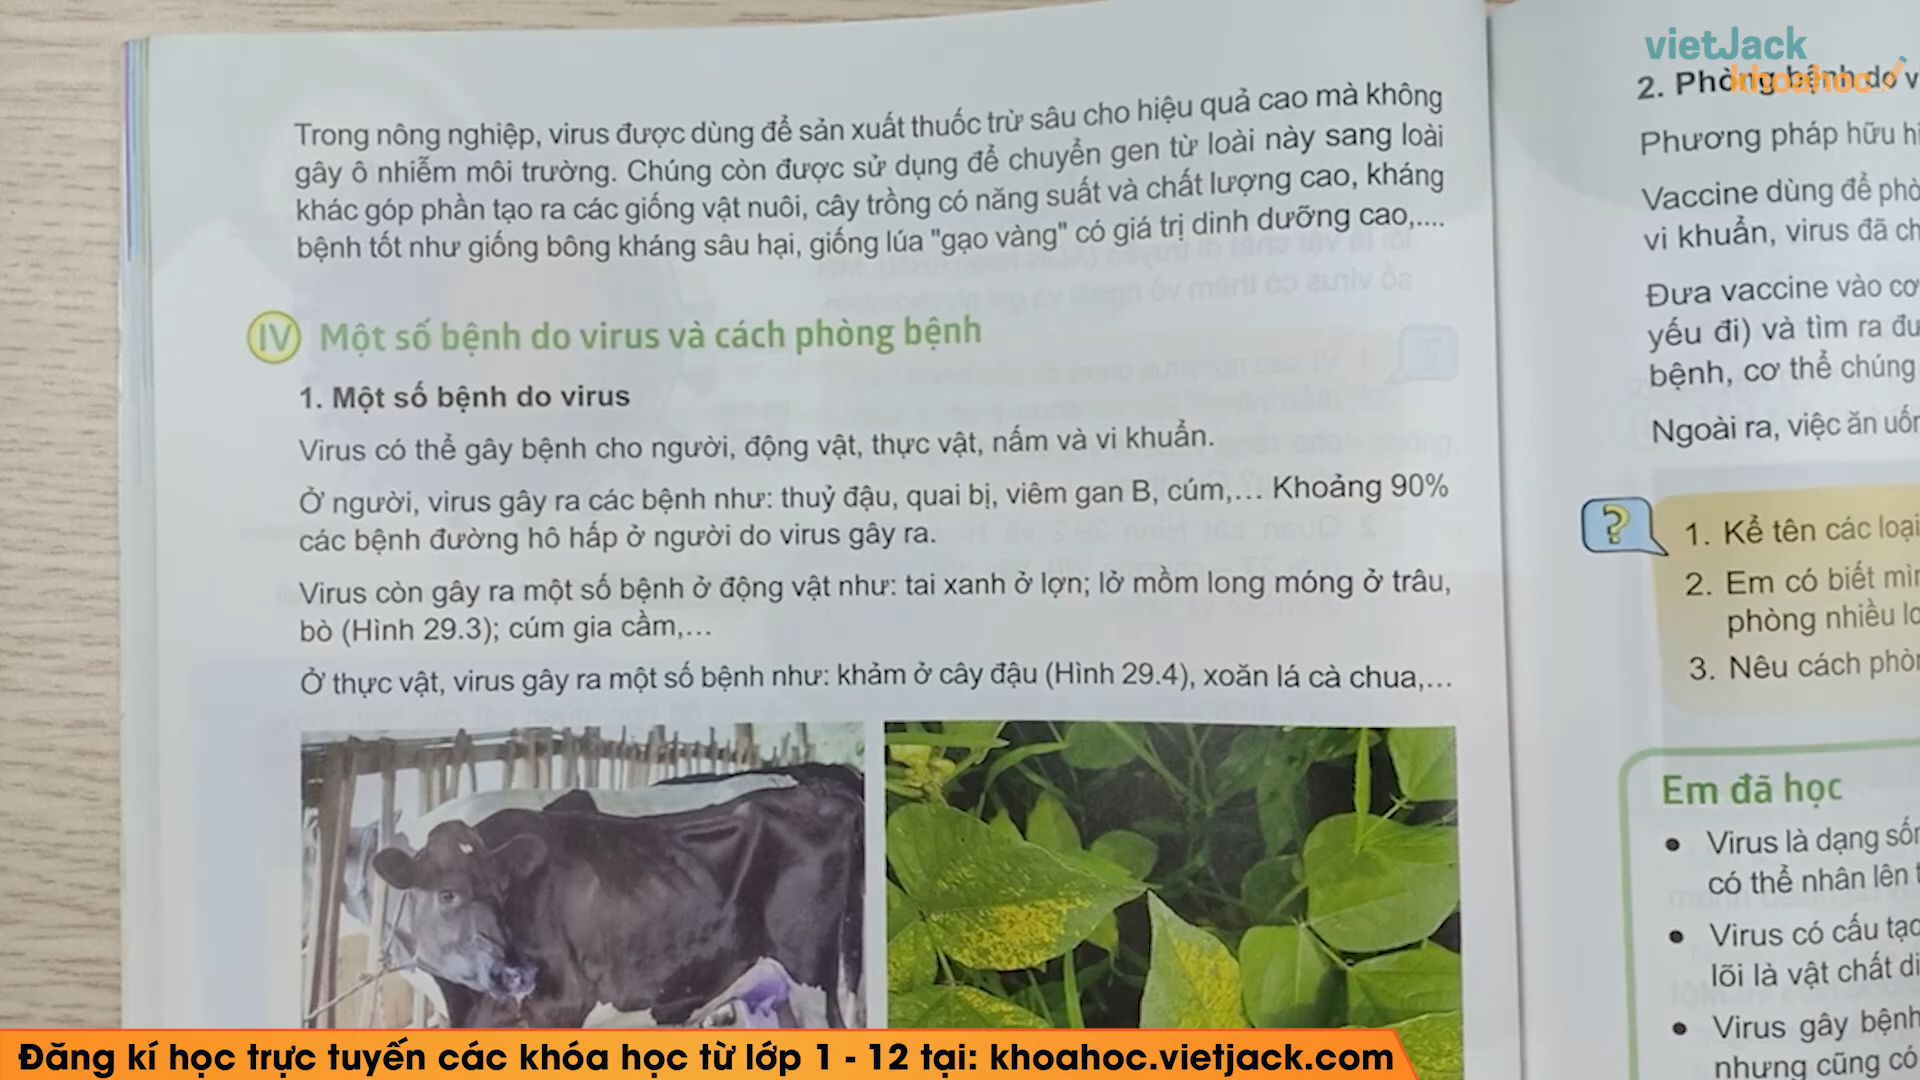 Trong nông nghiệp, virus được dùng để sản xuất thuốc trừ sâu cho hiệu quả cao mà không
gây ô nhiễm môi trường. Chúng còn được sử dụng để chuyển gen từ loài này sang loài
khác góp phần tạo ra các giống vật nuôi, cây trồng có năng suất và chất lượng cao, kháng
bệnh tốt như giống bông kháng sâu hại, giống lúa "gạo vàng" có giá trị dinh dưỡng cao,....
IV Một số bệnh do virus và cách phòng bệnh
1. Một số bệnh do virus
Virus có thể gây bệnh cho người, động vật, thực vật, nấm và vi khuẩn.
Ở người, virus gây ra các bệnh như: thuỷ đậu, quai bị, viêm gan B, cúm,... Khoảng 90%
các bệnh đường hô hấp ở người do virus gây ra.
Virus còn gây ra một số bệnh ở động vật như: tai xanh ở lợn; lở mồm long móng ở trâu,
bò (Hình 29.3); cúm gia cầm,...
Ở thực vật, virus gây ra một số bệnh như: khảm ở cây đậu (Hình 29.4), xoăn lá cà chua,...
vietJack
khoahoc
2. Phòng bệnh do
Phương pháp hữu
Vaccine dùng để
vi khuẩn, virus đã
Đưa vaccine vào cơ
yếu đi) và tìm ra
bệnh, cơ thể chúng
Ngoài ra, việc ăn
?
1. Kể tên các loại
2. Em có biết
phòng nhiều
3. Nêu cách
Em đã học
• Virus là dạng
có thể nhân lên
• Virus có cấu
lõi là vật chất
• Virus gây bệnh
nhưng cũng có
Đăng kí học trực tuyến các khóa học từ lớp 1 - 12 tại: khoahoc.vietjack.com